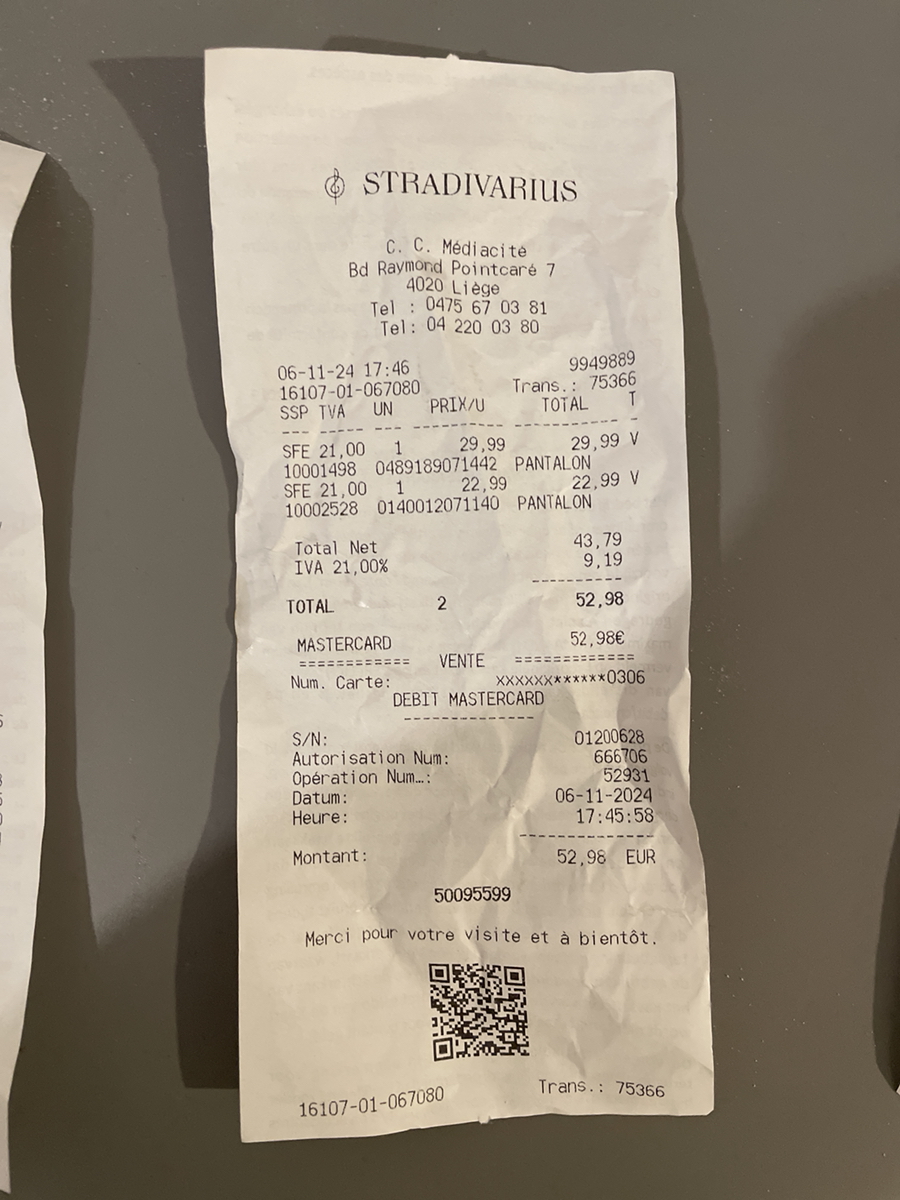 STRADIVARIUS
C. C. Médiacité
Bd Raymond Pointcaré 7
4020 Liège
Tel : 0475 67 03 81
Tel: 04 220 03 80
06-11-24 17:46 9949889
16107-01-067080 Trans.: 75366
SSP TVA UN PRIX/U TOTAL T
--- ----- --- ---------- ------------ -
SFE 21,00 1 29,99 29,99 V
10001498 0489189071442 PANTALON
SFE 21,00 1 22,99 22,99 V
10002528 0140012071140 PANTALON
Total Net 43,79
IVA 21,00% 9,19
----------
TOTAL 2 52,98
MASTERCARD 52,98€
============ VENTE =============
Num. Carte: XXXXXX******0306
DEBIT MASTERCARD
--------------
S/N: 01200628
Autorisation Num: 666706
Opération Num…: 52931
Datum: 06-11-2024
Heure: 17:45:58
--------------
Montant: 52,98 EUR
50095599
Merci pour votre visite et à bientôt.
16107-01-067080 Trans.: 75366